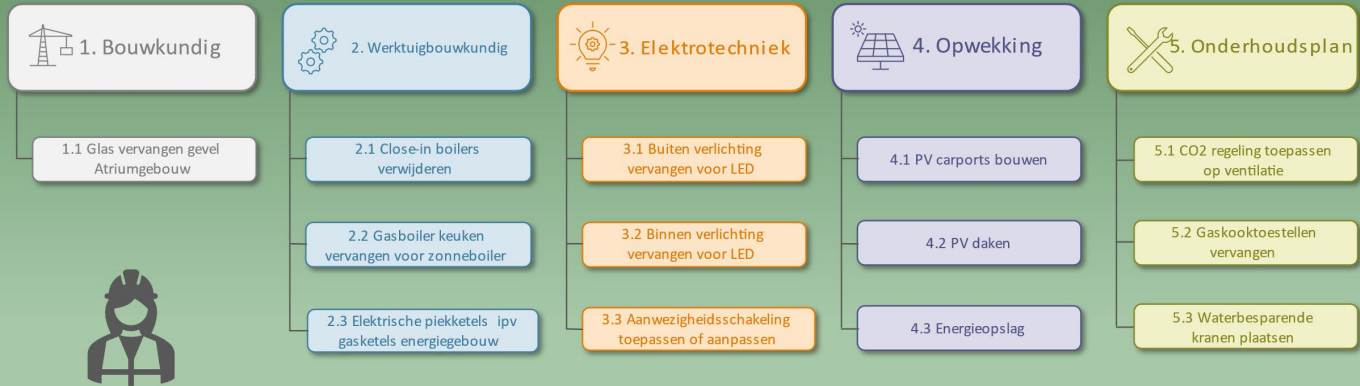 1. Bouwkundig
1.1 Glas vervangen gevel
Atriumgebouw
2. Werktuigbouwkundig
2.1 Close-in boilers
verwijderen
2.2 Gasboiler keuken
vervangen voor zonneboiler
2.3 Elektrische piekketels ipv
gasketels energiegebouw
3. Elektrotechniek
3.1 Buiten verlichting
vervangen voor LED
3.2 Binnen verlichting
vervangen voor LED
3.3 Aanwezigheidsschakeling
toepassen of aanpassen
4. Opwekking
4.1 PV carports bouwen
4.2 PV daken
4.3 Energieopslag
5. Onderhoudsplan
5.1 CO2 regeling toepassen
op ventilatie
5.2 Gaskooktoestellen
vervangen
5.3 Waterbesparende
kranen plaatsen